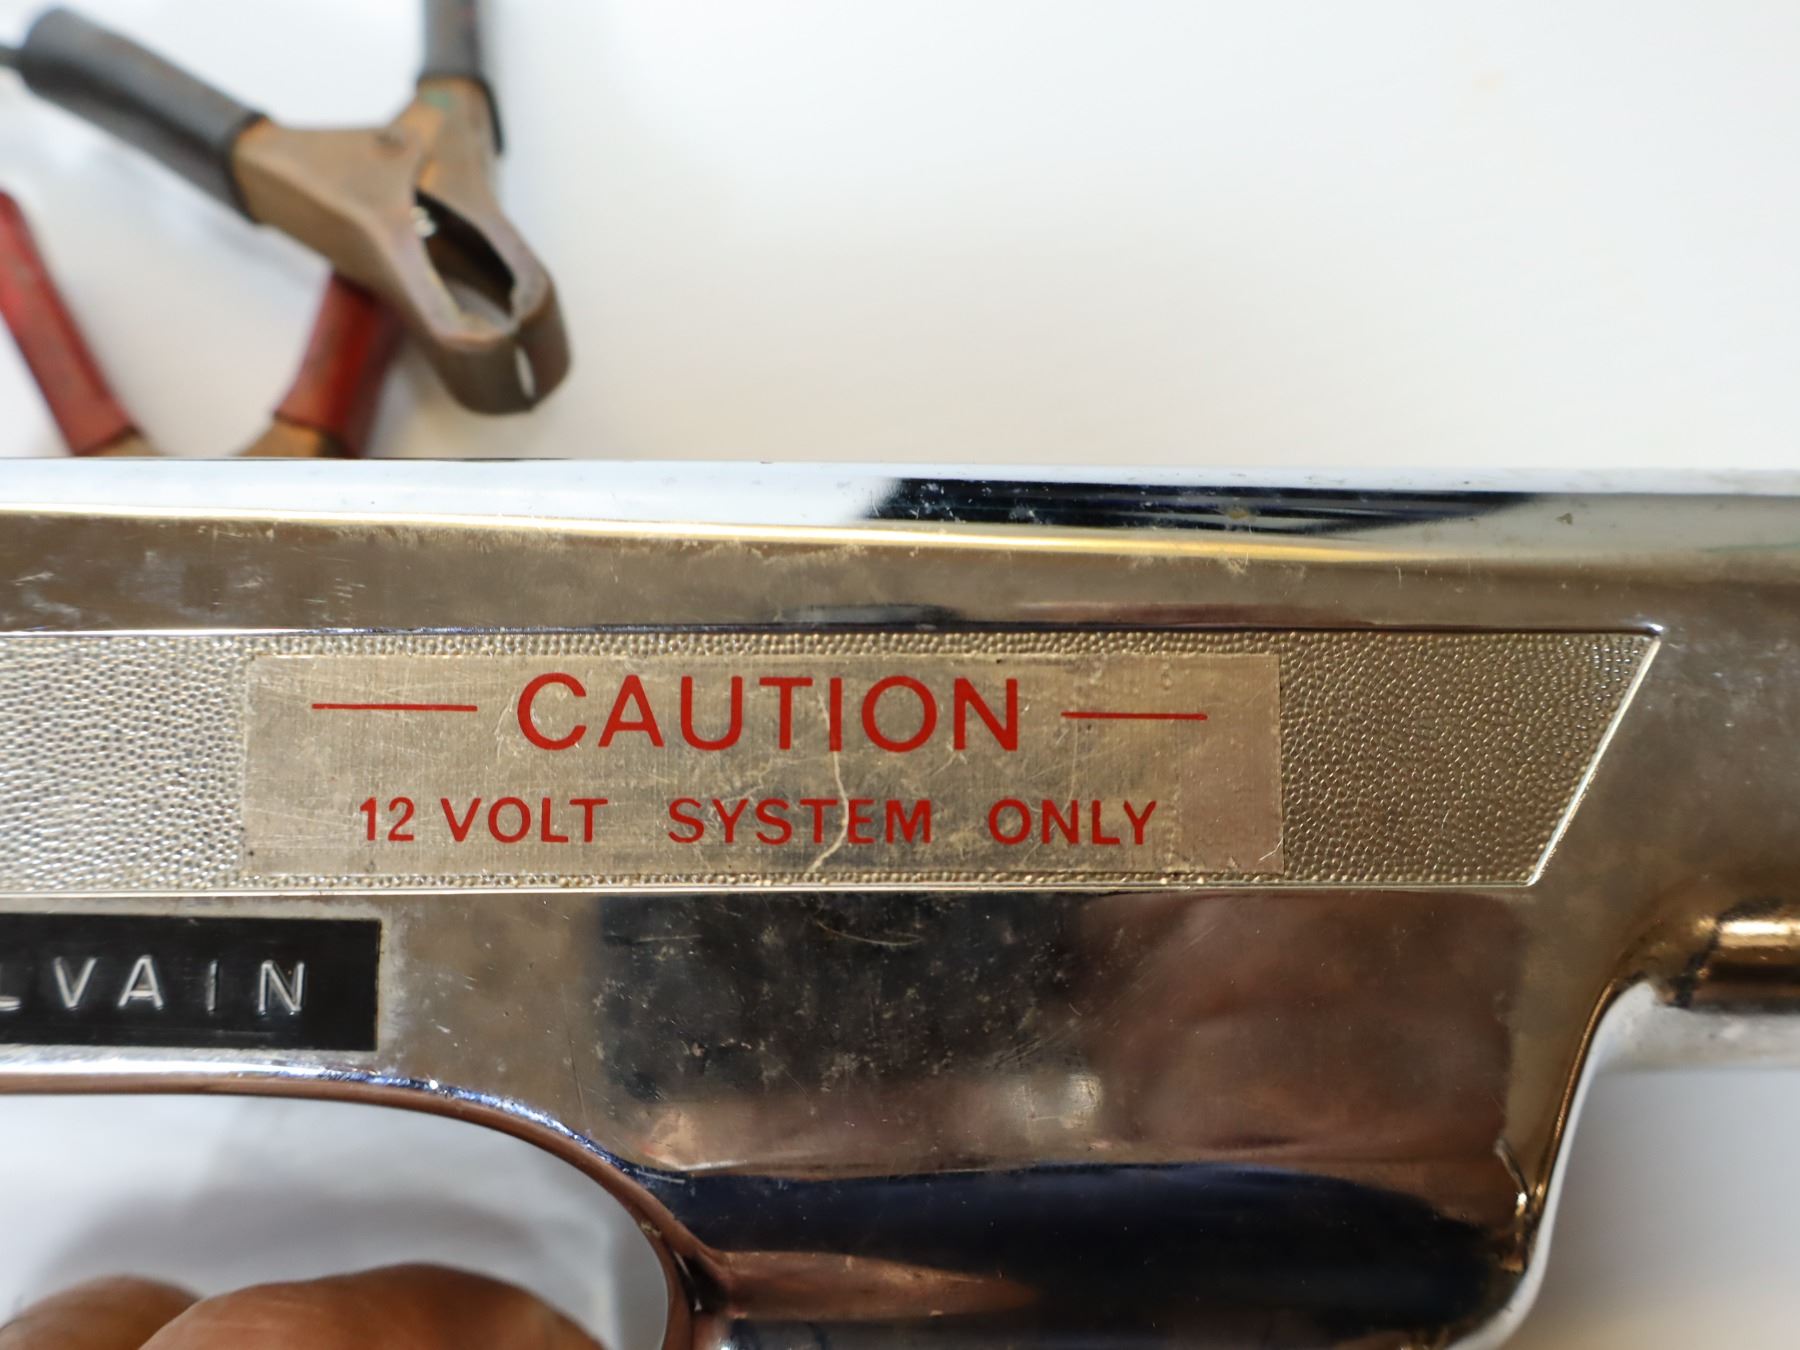 — CAUTION —
12 VOLT SYSTEM ONLY
LVAIN